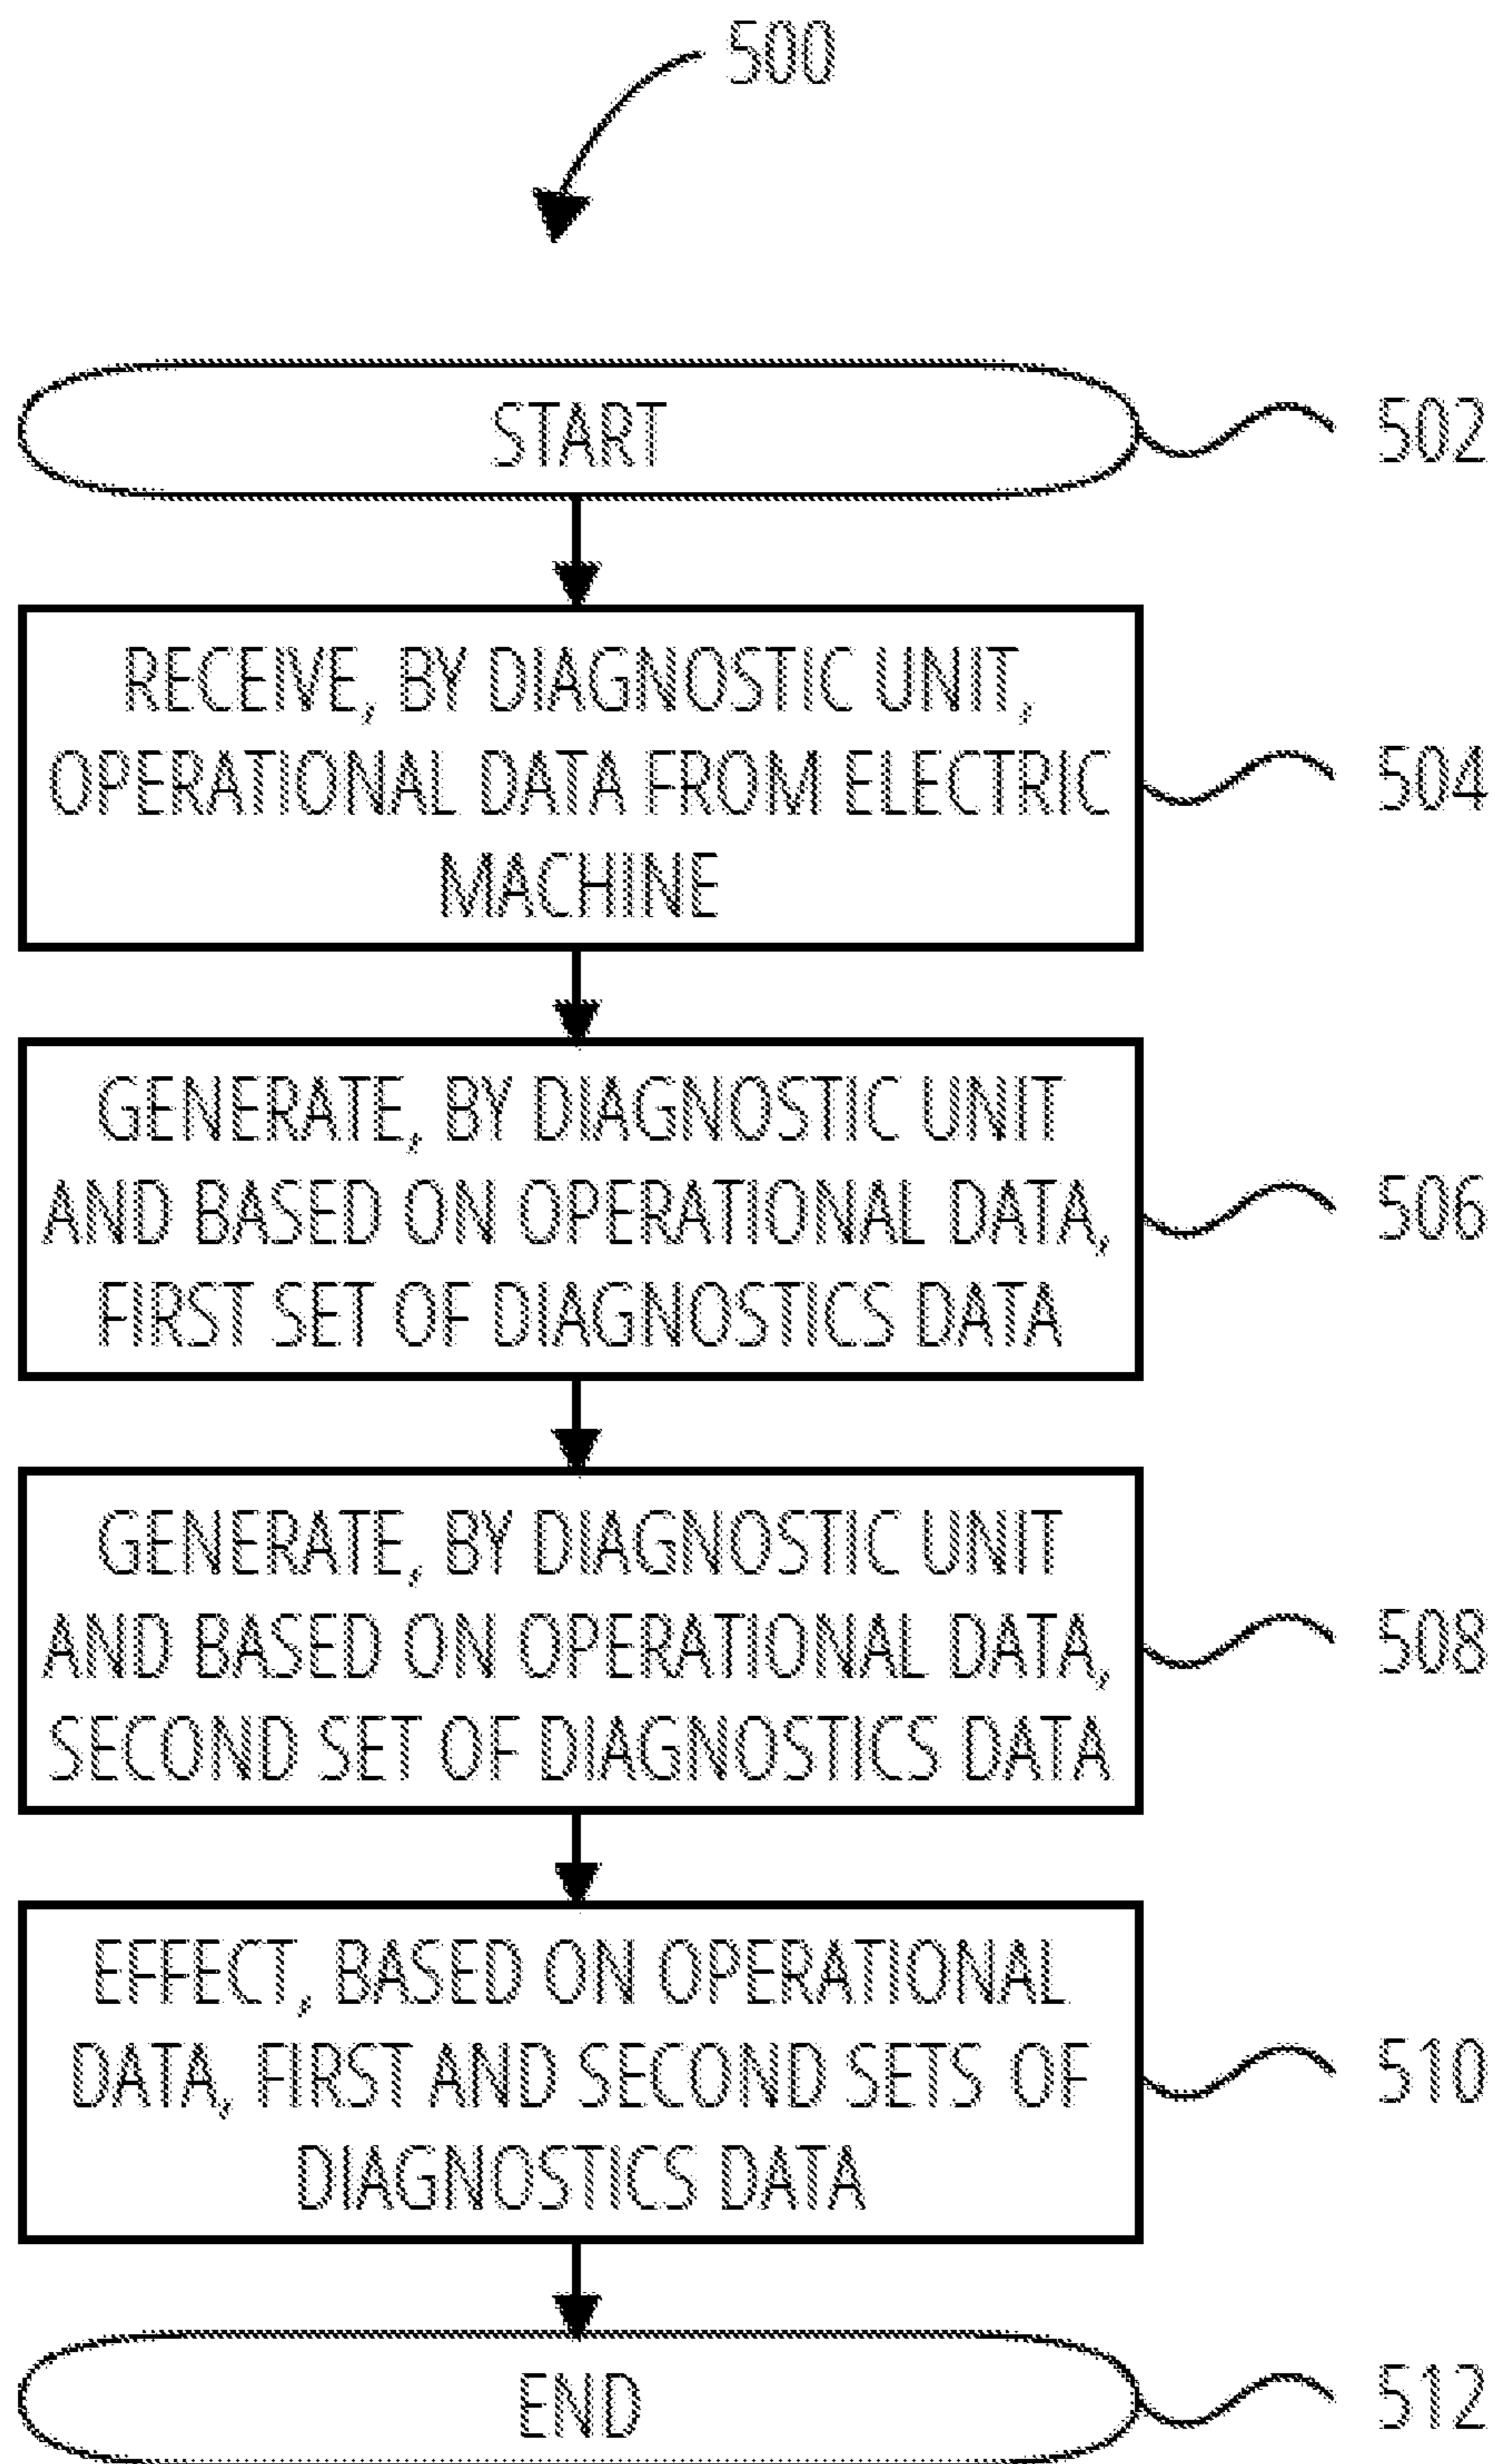 500
START
502
RECEIVE, BY DIAGNOSTIC UNIT,
OPERATIONAL DATA FROM ELECTRIC
MACHINE
504
GENERATE, BY DIAGNOSTIC UNIT
AND BASED ON OPERATIONAL DATA,
FIRST SET OF DIAGNOSTICS DATA
506
GENERATE, BY DIAGNOSTIC UNIT
AND BASED ON OPERATIONAL DATA,
SECOND SET OF DIAGNOSTICS DATA
508
EFFECT, BASED ON OPERATIONAL
DATA, FIRST AND SECOND SETS OF
DIAGNOSTICS DATA
510
END
512